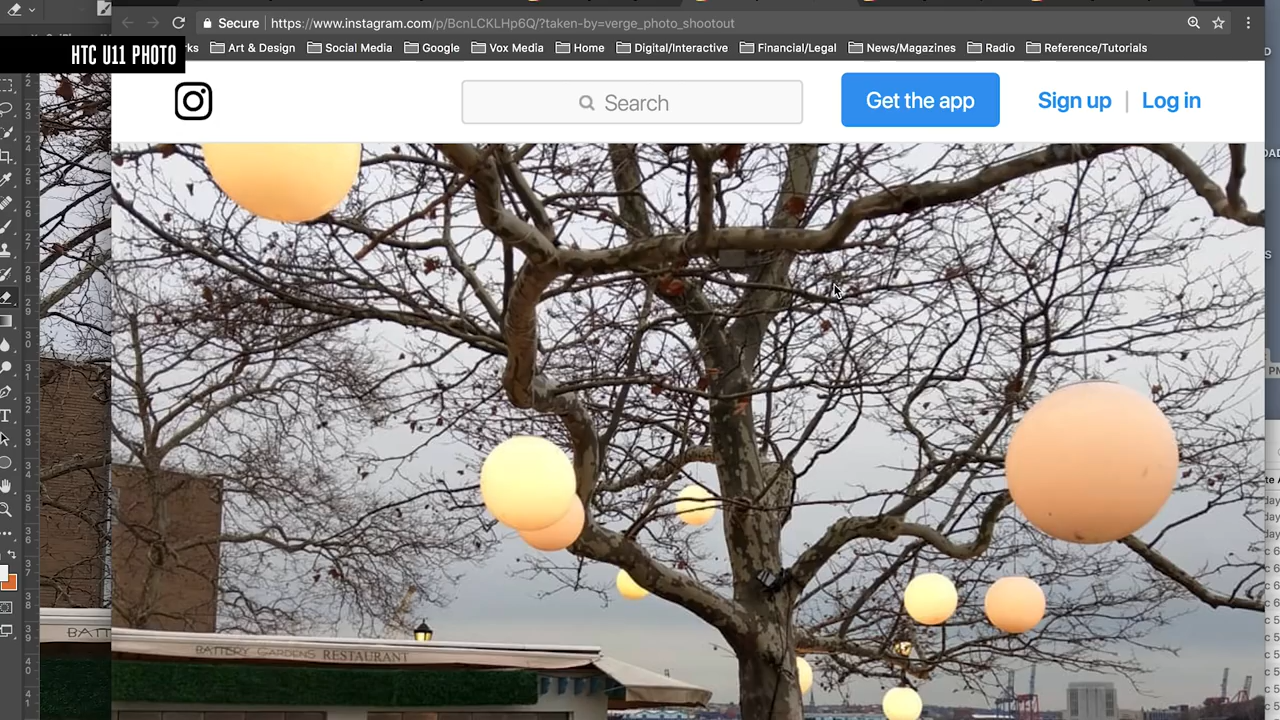 Secure | https://www.instagram.com/p/BcnLCKLHp6Q/?taken-by=verge_photo_shootout
HTC U11 PHOTO
Art & Design
Social Media
Google
Vox Media
Home
Digital/Interactive
Financial/Legal
News/Magazines
Radio
Reference/Tutorials
Search
Get the app
Sign up | Log in
BATTERY GARDENS RESTAURANT